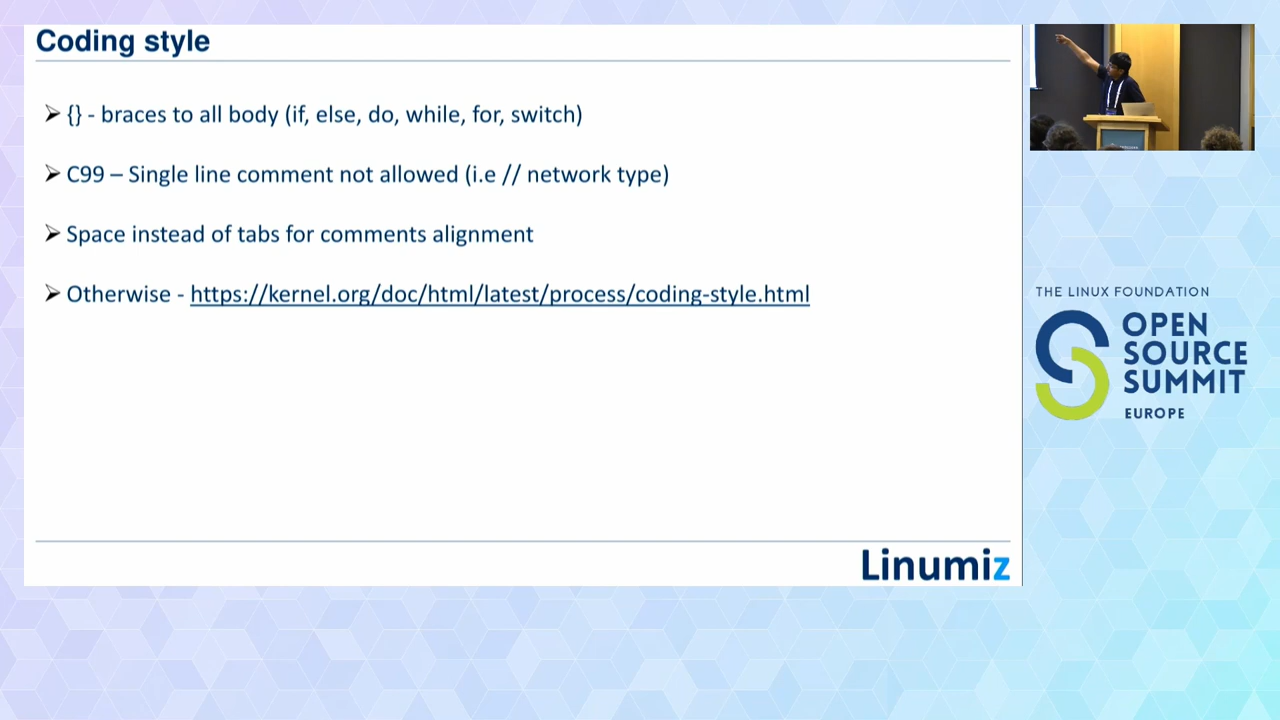 Coding style
➢ {} - braces to all body (if, else, do, while, for, switch)
➢ C99 – Single line comment not allowed (i.e // network type)
➢ Space instead of tabs for comments alignment
➢ Otherwise - https://kernel.org/doc/html/latest/process/coding-style.html
Linumiz
THE LINUX FOUNDATION
OPEN
SOURCE
SUMMIT
EUROPE